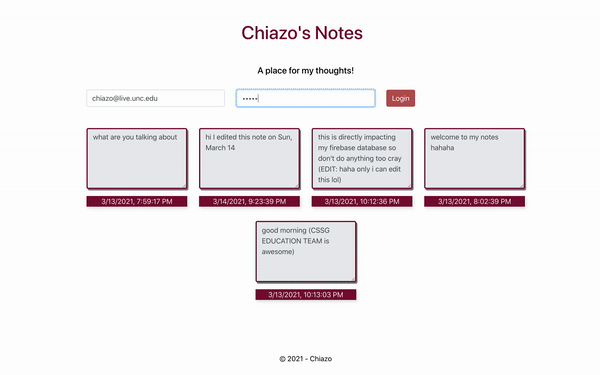 Chiazo's Notes
A place for my thoughts!
chiazo@live.unc.edu
-----
Login
what are you talking about
3/13/2021, 7:59:17 PM
hi I edited this note on Sun,
March 14
3/14/2021, 9:23:39 PM
this is directly impacting
my firebase database so
don't do anything too cray
(EDIT: haha only i can edit
this lol)
3/13/2021, 10:12:36 PM
welcome to my notes
hahaha
3/13/2021, 8:02:39 PM
good morning (CSSG
EDUCATION TEAM is
awesome)
3/13/2021, 10:13:03 PM
© 2021 - Chiazo